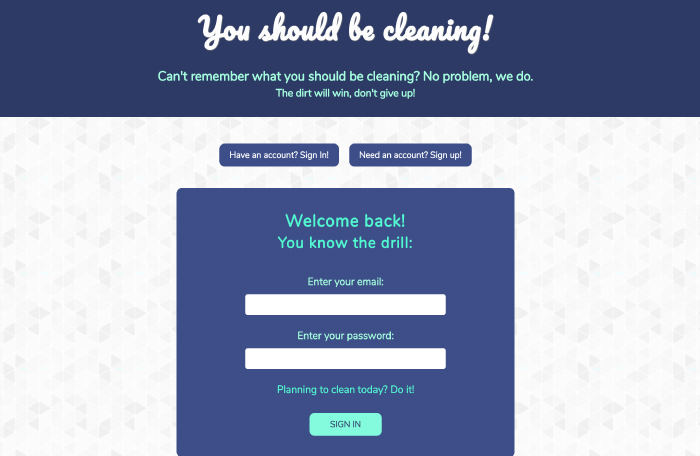 You should be cleaning!
Can't remember what you should be cleaning? No problem, we do.
The dirt will win, don't give up!
Have an account? Sign In!
Need an account? Sign up!
Welcome back!
You know the drill:
Enter your email:
Enter your password:
Planning to clean today? Do it!
SIGN IN